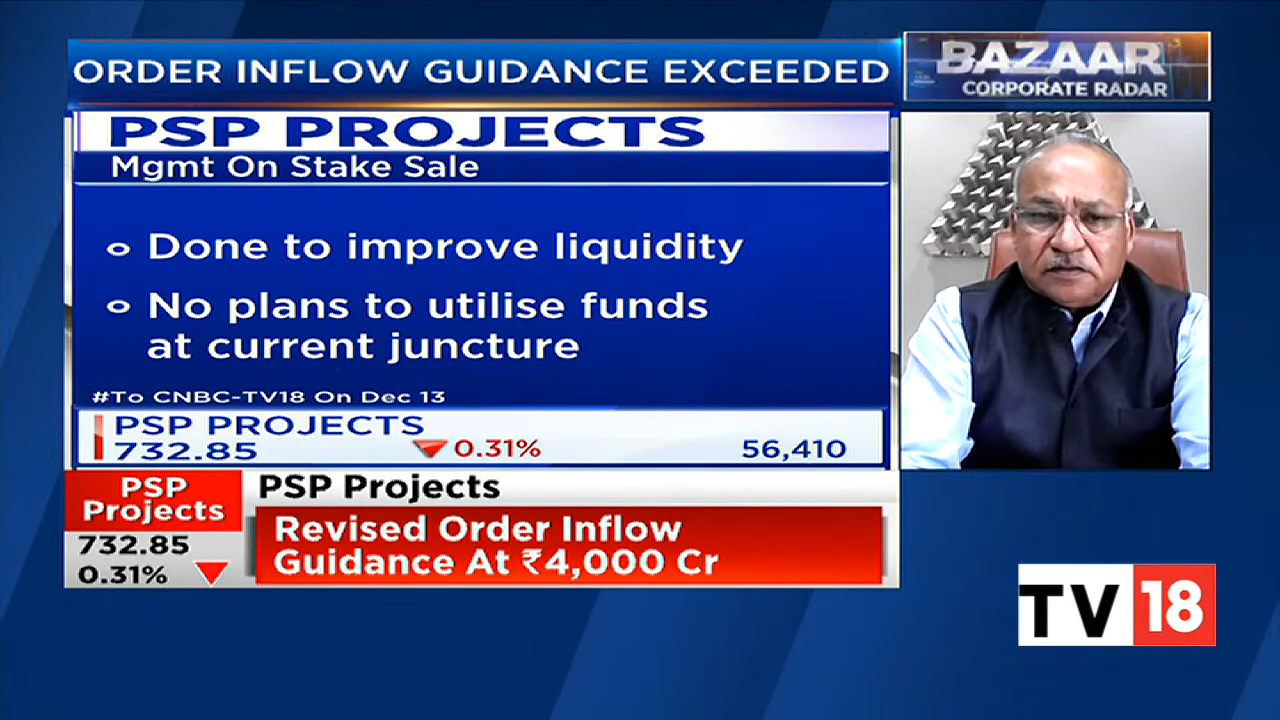 ORDER INFLOW GUIDANCE EXCEEDED
BAZAAR
CORPORATE RADAR
PSP PROJECTS
Mgmt On Stake Sale
Done to improve liquidity
No plans to utilise funds
at current juncture
#To CNBC-TV18 On Dec 13
PSP PROJECTS
732.85 0.31% 56,410
PSP
Projects
732.85
0.31%
PSP Projects
Revised Order Inflow
Guidance At ₹4,000 Cr
TV18